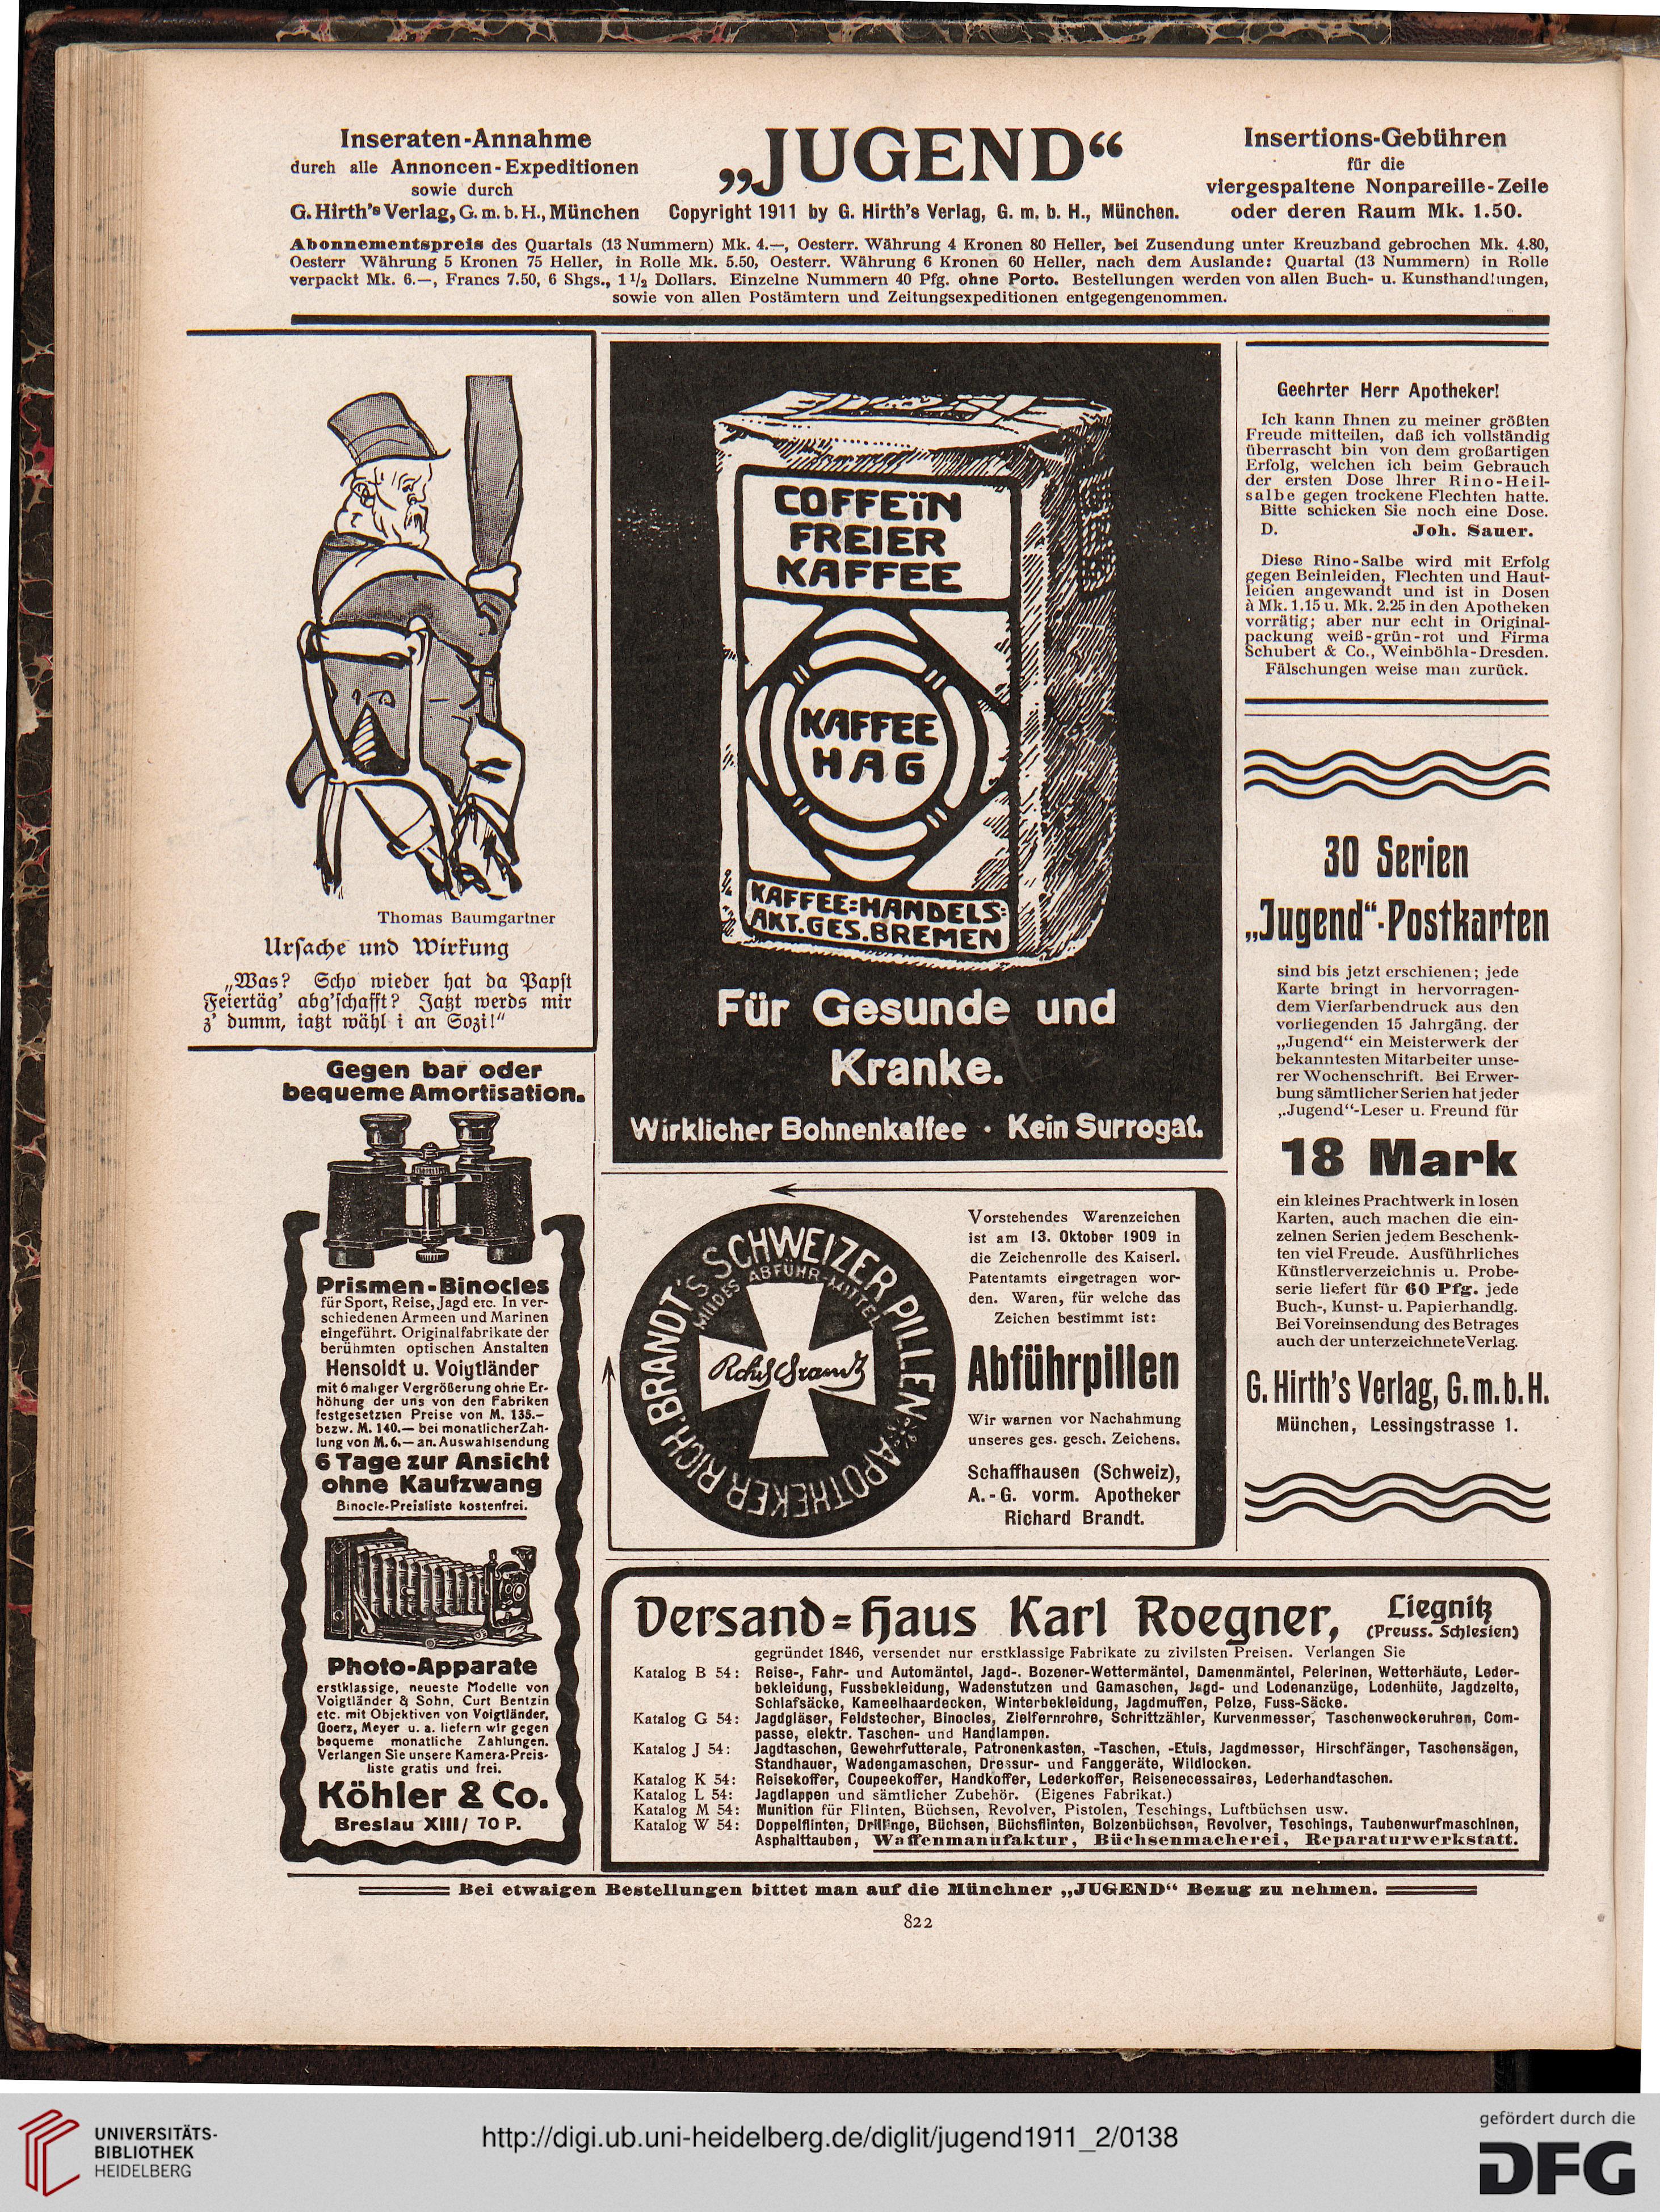 Inseraten-Annahme
durch alle Annoncen-Expeditionen
sowie durch
G. Hirth's Verlag, G. m. b. H., München
„JUGEND“
Copyright 1911 by G. Hirth's Verlag, G. m. b. H., München.
Insertions-Gebühren
für die
viergespaltene Nonpareille-Zeile
oder deren Raum Mk. 1.50.
Abonnementspreis des Quartals (13 Nummern) Mk. 4.—, Oesterr. Währung 4 Kronen 80 Heller, bei Zusendung unter Kreuzband gebrochen Mk. 4.80,
Oesterr Währung 5 Kronen 75 Heller, in Rolle Mk. 5.50, Oesterr. Währung 6 Kronen 60 Heller, nach dem Auslande: Quartal (13 Nummern) in Rolle
verpackt Mk. 6.—, Francs 7.50, 6 Shgs., 1 1/2 Dollars. Einzelne Nummern 40 Pfg. ohne Porto. Bestellungen werden von allen Buch- u. Kunsthandlungen,
sowie von allen Postämtern und Zeitungsexpeditionen entgegengenommen.
Thomas Baumgartner
Ursache und Wirkung
„Was? Scho wieder hat da Papst
Feiertäg' abg'schafft? Jatzt werds mir
z' dumm, iatzt wähl i an Sozi!“
Gegen bar oder
bequeme Amortisation.
Prismen-Binocles
für Sport, Reise, Jagd etc. In ver-
schiedenen Armeen und Marinen
eingeführt. Originalfabrikate der
berühmten optischen Anstalten
Hensoldt u. Voigtländer
mit 6 maliger Vergrößerung ohne Er-
höhung der uns von den Fabriken
festgesetzten Preise von M. 135.–
bezw. M. 140.— bei monatlicher Zah-
lung von M. 6.— an. Auswahlsendung
6 Tage zur Ansicht
ohne Kaufzwang
Binocle-Preisliste kostenfrei.
Photo-Apparate
erstklassige, neueste Modelle von
Voigtländer & Sohn, Curt Bentzin
etc. mit Objektiven von Voigtländer,
Goerz, Meyer u. a. liefern wir gegen
bequeme monatliche Zahlungen.
Verlangen Sie unsere Kamera-Preis-
liste gratis und frei.
Köhler & Co.
Breslau XIII/ 70 P.
COFFEÏN
FREIER
KAFFEE
KAFFEE
HAG
KAFFEE-HANDELS-
AKT.GES.BREMEN
Für Gesunde und
Kranke.
Wirklicher Bohnenkaffee · Kein Surrogat.
APOTHEKER RICH. BRANDT'S SCHWEIZER PILLEN
MILDES ABFÜHR-MITTEL
Rchd Brandt
Vorstehendes Warenzeichen
ist am 13. Oktober 1909 in
die Zeichenrolle des Kaiserl.
Patentamts eingetragen wor-
den. Waren, für welche das
Zeichen bestimmt ist:
Abführpillen
Wir warnen vor Nachahmung
unseres ges. gesch. Zeichens.
Schaffhausen (Schweiz),
A.-G. vorm. Apotheker
Richard Brandt.
Geehrter Herr Apotheker!
Ich kann Ihnen zu meiner größten
Freude mitteilen, daß ich vollständig
überrascht bin von dem großartigen
Erfolg, welchen ich beim Gebrauch
der ersten Dose Ihrer Rino-Heil-
salbe gegen trockene Flechten hatte.
Bitte schicken Sie noch eine Dose.
D. Joh. Sauer.
Diese Rino-Salbe wird mit Erfolg
gegen Beinleiden, Flechten und Haut-
leiden angewandt und ist in Dosen
à Mk. 1.15 u. Mk. 2.25 in den Apotheken
vorrätig; aber nur echt in Original-
packung weiß-grün-rot und Firma
Schubert & Co., Weinböhla-Dresden.
Fälschungen weise man zurück.
30 Serien
„Jugend“-Postkarten
sind bis jetzt erschienen; jede
Karte bringt in hervorragen-
dem Vierfarbendruck aus den
vorliegenden 15 Jahrgäng. der
„Jugend“ ein Meisterwerk der
bekanntesten Mitarbeiter unse-
rer Wochenschrift. Bei Erwer-
bung sämtlicher Serien hat jeder
„Jugend“-Leser u. Freund für
18 Mark
ein kleines Prachtwerk in losen
Karten, auch machen die ein-
zelnen Serien jedem Beschenk-
ten viel Freude. Ausführliches
Künstlerverzeichnis u. Probe-
serie liefert für 60 Pfg. jede
Buch-, Kunst- u. Papierhandlg.
Bei Voreinsendung des Betrages
auch der unterzeichnete Verlag.
G. Hirth's Verlag, G.m.b.H.
München, Lessingstrasse 1.
Versand-Haus Karl Roegner, Liegnitz
(Preuss. Schlesien)
gegründet 1846, versendet nur erstklassige Fabrikate zu zivilsten Preisen. Verlangen Sie
Katalog B 54: Reise-, Fahr- und Automäntel, Jagd-. Bozener-Wettermäntel, Damenmäntel, Pelerinen, Wetterhäute, Leder-
bekleidung, Fussbekleidung, Wadenstutzen und Gamaschen, Jagd- und Lodenanzüge, Lodenhüte, Jagdzelte,
Schlafsäcke, Kameelhaardecken, Winterbekleidung, Jagdmuffen, Pelze, Fuss-Säcke.
Katalog G 54: Jagdgläser, Feldstecher, Binocles, Zielfernrohre, Schrittzähler, Kurvenmesser, Taschenweckeruhren, Com-
passe, elektr. Taschen- und Handlampen.
Katalog J 54: Jagdtaschen, Gewehrfutterale, Patronenkasten, -Taschen, -Etuis, Jagdmesser, Hirschfänger, Taschensägen,
Standhauer, Wadengamaschen, Dressur- und Fanggeräte, Wildlocken.
Katalog K 54: Reisekoffer, Coupeekoffer, Handkoffer, Lederkoffer, Reisenecessaires, Lederhandtaschen.
Katalog L 54: Jagdlappen und sämtlicher Zubehör. (Eigenes Fabrikat.)
Katalog M 54: Munition für Flinten, Büchsen, Revolver, Pistolen, Teschings, Luftbüchsen usw.
Katalog W 54: Doppelflinten, Drillinge, Büchsen, Büchsflinten, Bolzenbüchsen, Revolver, Teschings, Taubenwurfmaschinen,
Asphalttauben, Waffenmanufaktur, Büchsenmacherei, Reparaturwerkstatt.
Bei etwaigen Bestellungen bittet man auf die Münchner „JUGEND“ Bezug zu nehmen.
822
UNIVERSITÄTS-
BIBLIOTHEK
HEIDELBERG
http://digi.ub.uni-heidelberg.de/diglit/jugend1911_2/0138
gefördert durch die
DFG